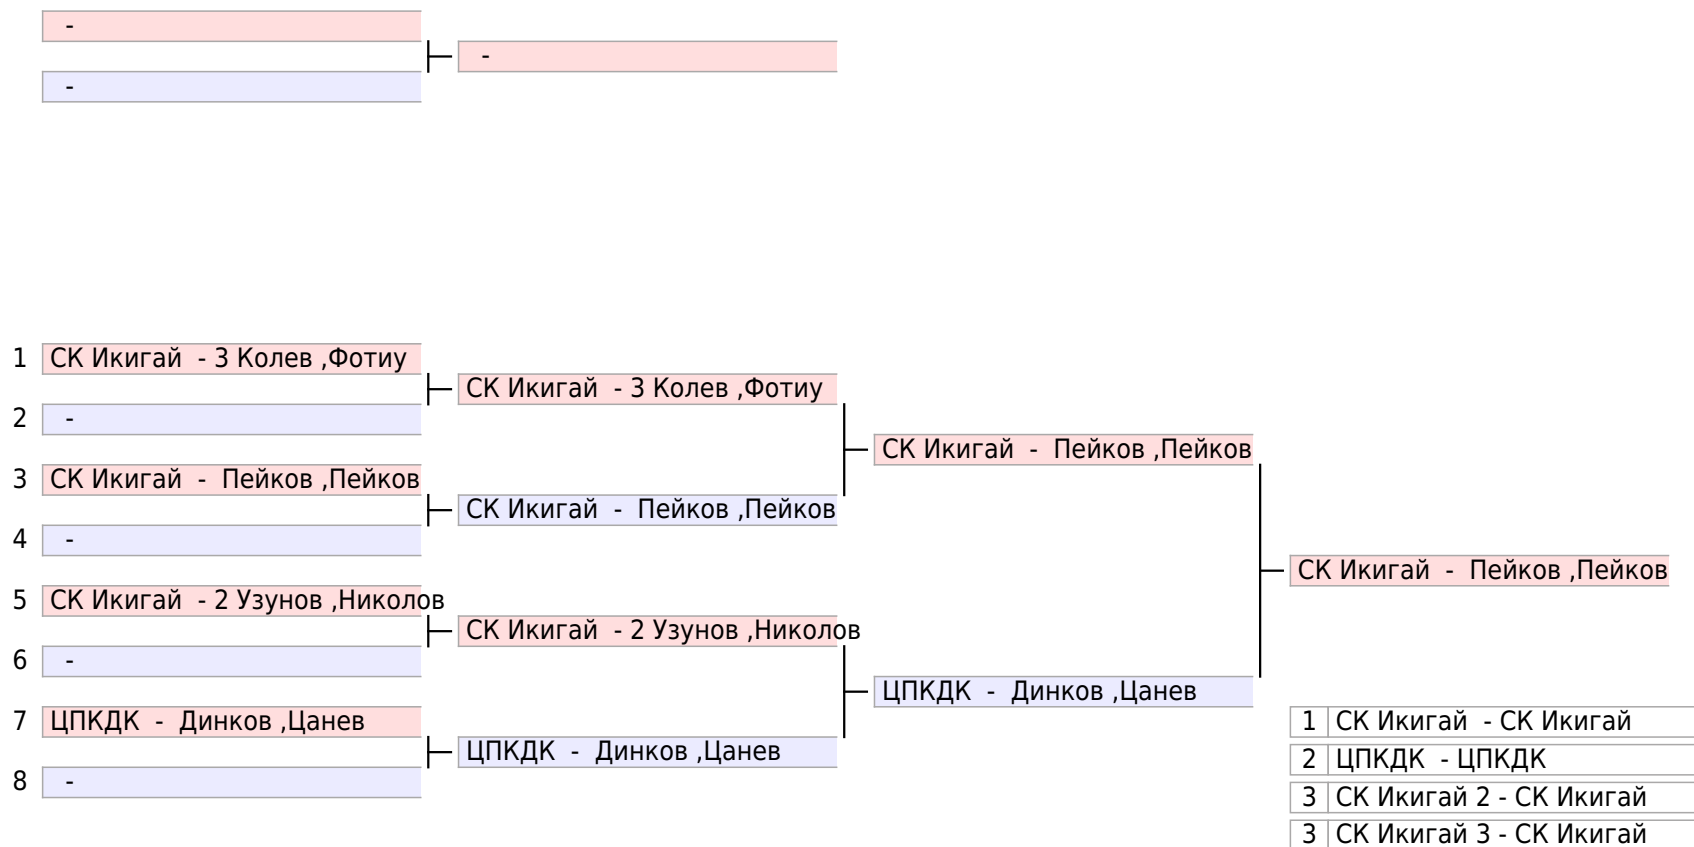 -
-
-
1 СК Икигай - 3 Колев ,Фотиу
СК Икигай - 3 Колев ,Фотиу
2 -
СК Икигай - Пейков ,Пейков
3 СК Икигай - Пейков ,Пейков
СК Икигай - Пейков ,Пейков
4 -
СК Икигай - Пейков ,Пейков
5 СК Икигай - 2 Узунов ,Николов
СК Икигай - 2 Узунов ,Николов
6 -
ЦПКДК - Динков ,Цанев
7 ЦПКДК - Динков ,Цанев
ЦПКДК - Динков ,Цанев
8 -
1 СК Икигай - СК Икигай
2 ЦПКДК - ЦПКДК
3 СК Икигай 2 - СК Икигай
3 СК Икигай 3 - СК Икигай